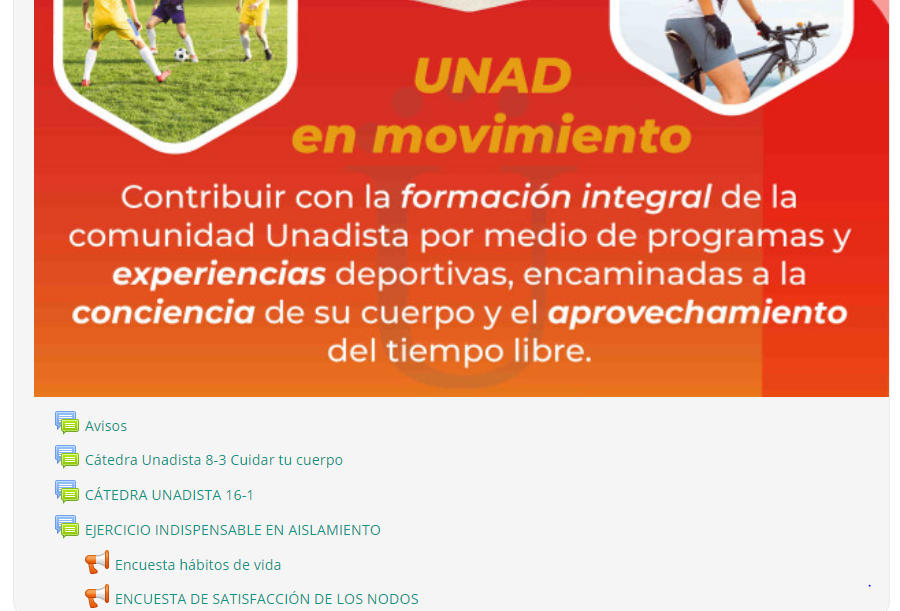 UNAD
en movimiento
Contribuir con la formación integral de la
comunidad Unadista por medio de programas y
experiencias deportivas, encaminadas a la
conciencia de su cuerpo y el aprovechamiento
del tiempo libre.
Avisos
Cátedra Unadista 8-3 Cuidar tu cuerpo
CÁTEDRA UNADISTA 16-1
EJERCICIO INDISPENSABLE EN AISLAMIENTO
Encuesta hábitos de vida
ENCUESTA DE SATISFACCIÓN DE LOS NODOS